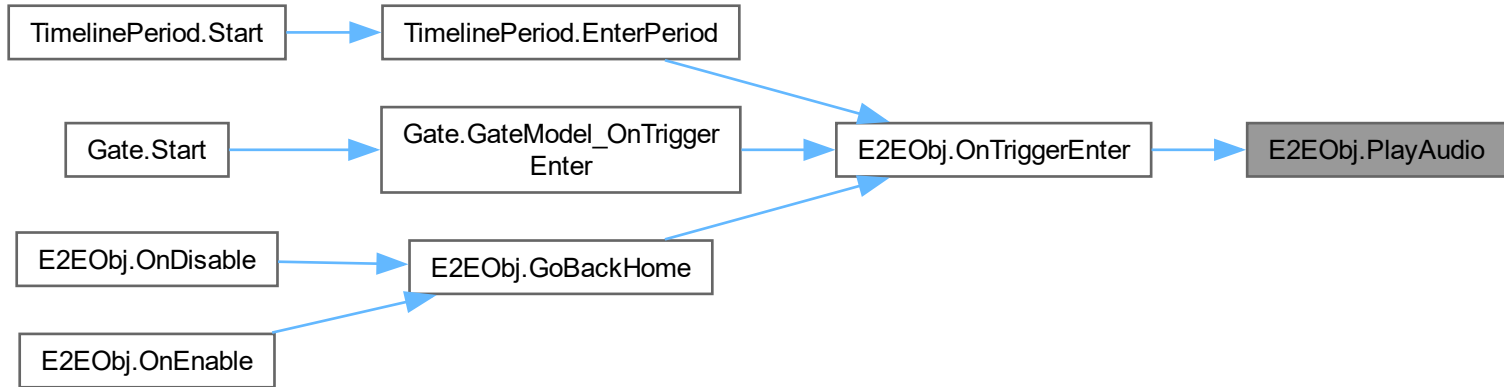 TimelinePeriod.Start
TimelinePeriod.EnterPeriod
Gate.Start
Gate.GateModel_OnTrigger
Enter
E2EObj.OnTriggerEnter
E2EObj.PlayAudio
E2EObj.OnDisable
E2EObj.GoBackHome
E2EObj.OnEnable